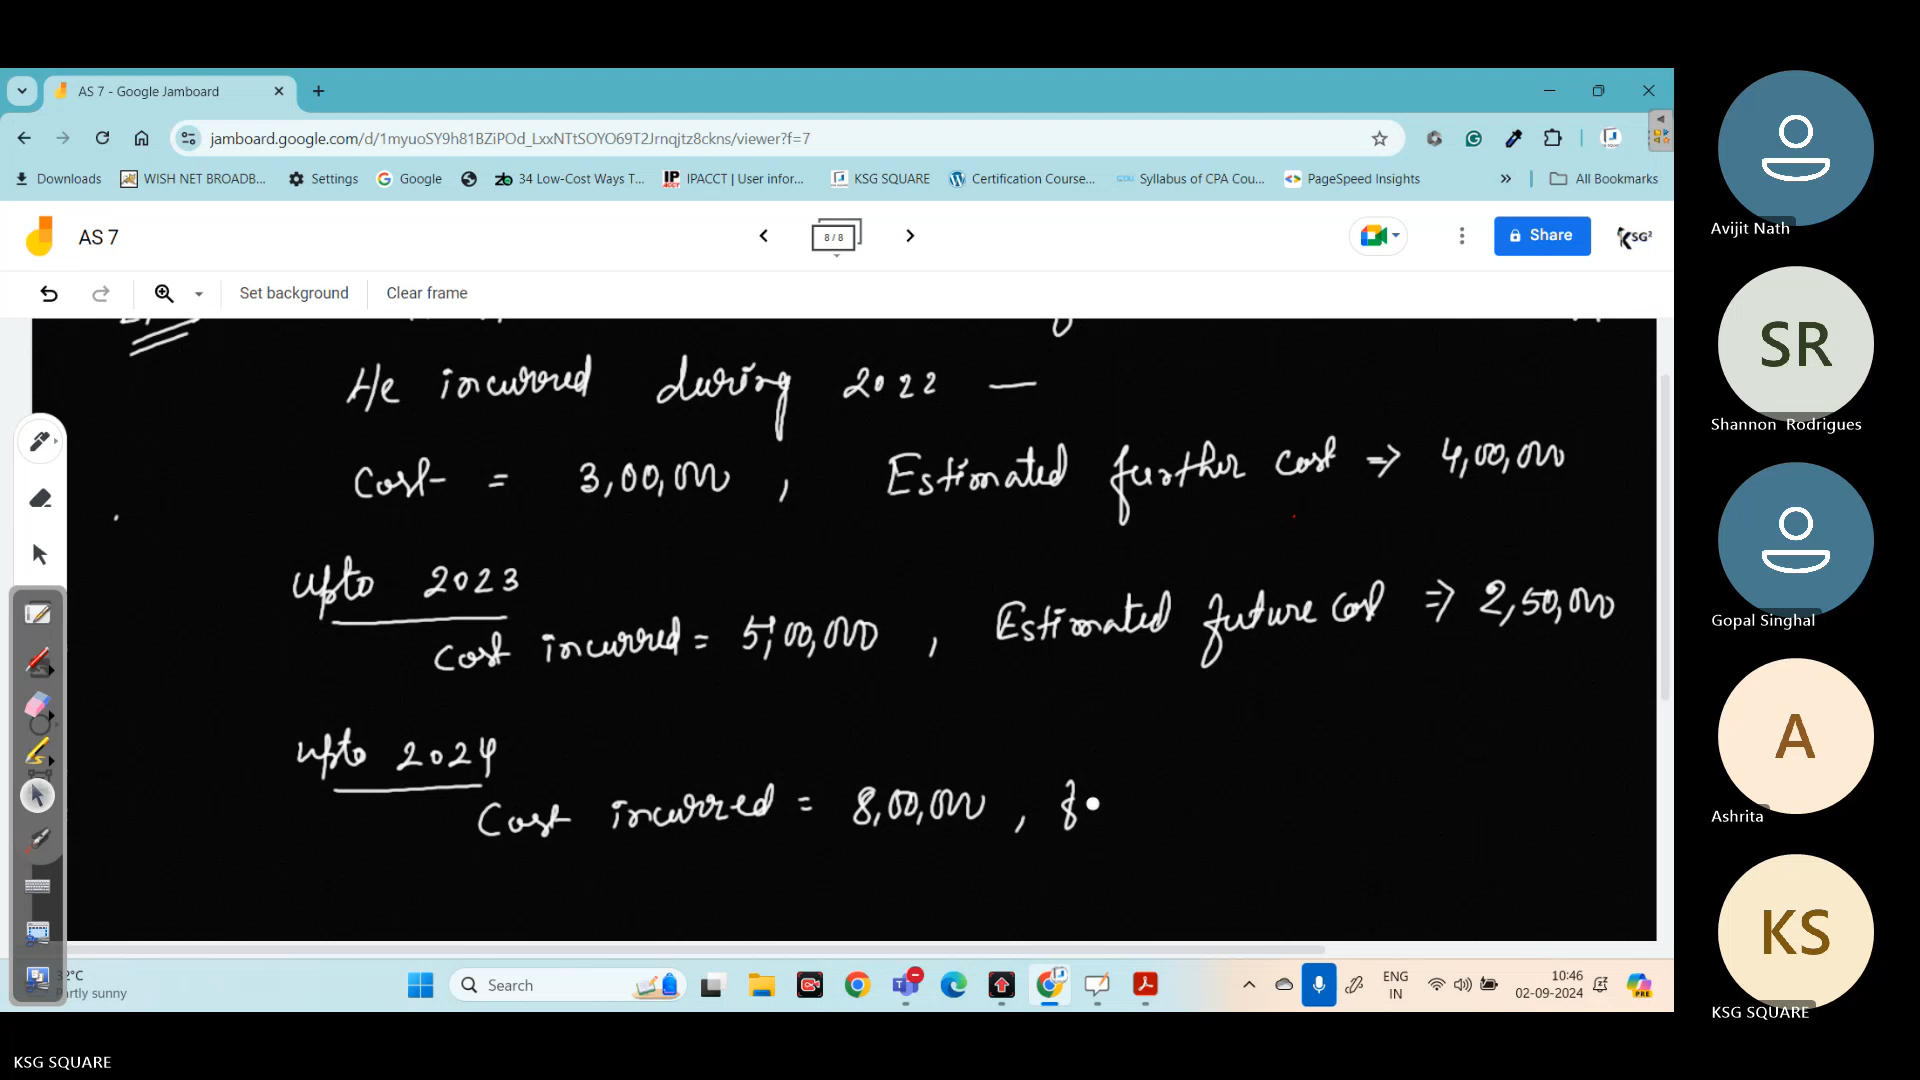 AS 7 - Google Jamboard
jamboard.google.com/d/1myuoSY9h81BZiPOd_LxxNTtSOYO69T2Jrnqjtz8ckns/viewer?f=7
Downloads WISH NET BROADB... Settings Google 34 Low-Cost Ways T... IPACCT | User infor... KSG SQUARE Certification Course... Syllabus of CPA Cou... PageSpeed Insights » All Bookmarks
AS 7
8 / 8
Share
KSG²
Set background Clear frame
He incurred during 2022 —
Cost = 3,00,000 , Estimated further cost => 4,00,000
upto 2023
Cost incurred = 5,00,000 , Estimated future cost => 2,50,000
upto 2024
Cost incurred = 8,00,000 ,
32°C
Partly sunny
Search
ENG
IN
10:46
02-09-2024
PRE
Avijit Nath
SR
Shannon Rodrigues
Gopal Singhal
A
Ashrita
KS
KSG SQUARE
KSG SQUARE